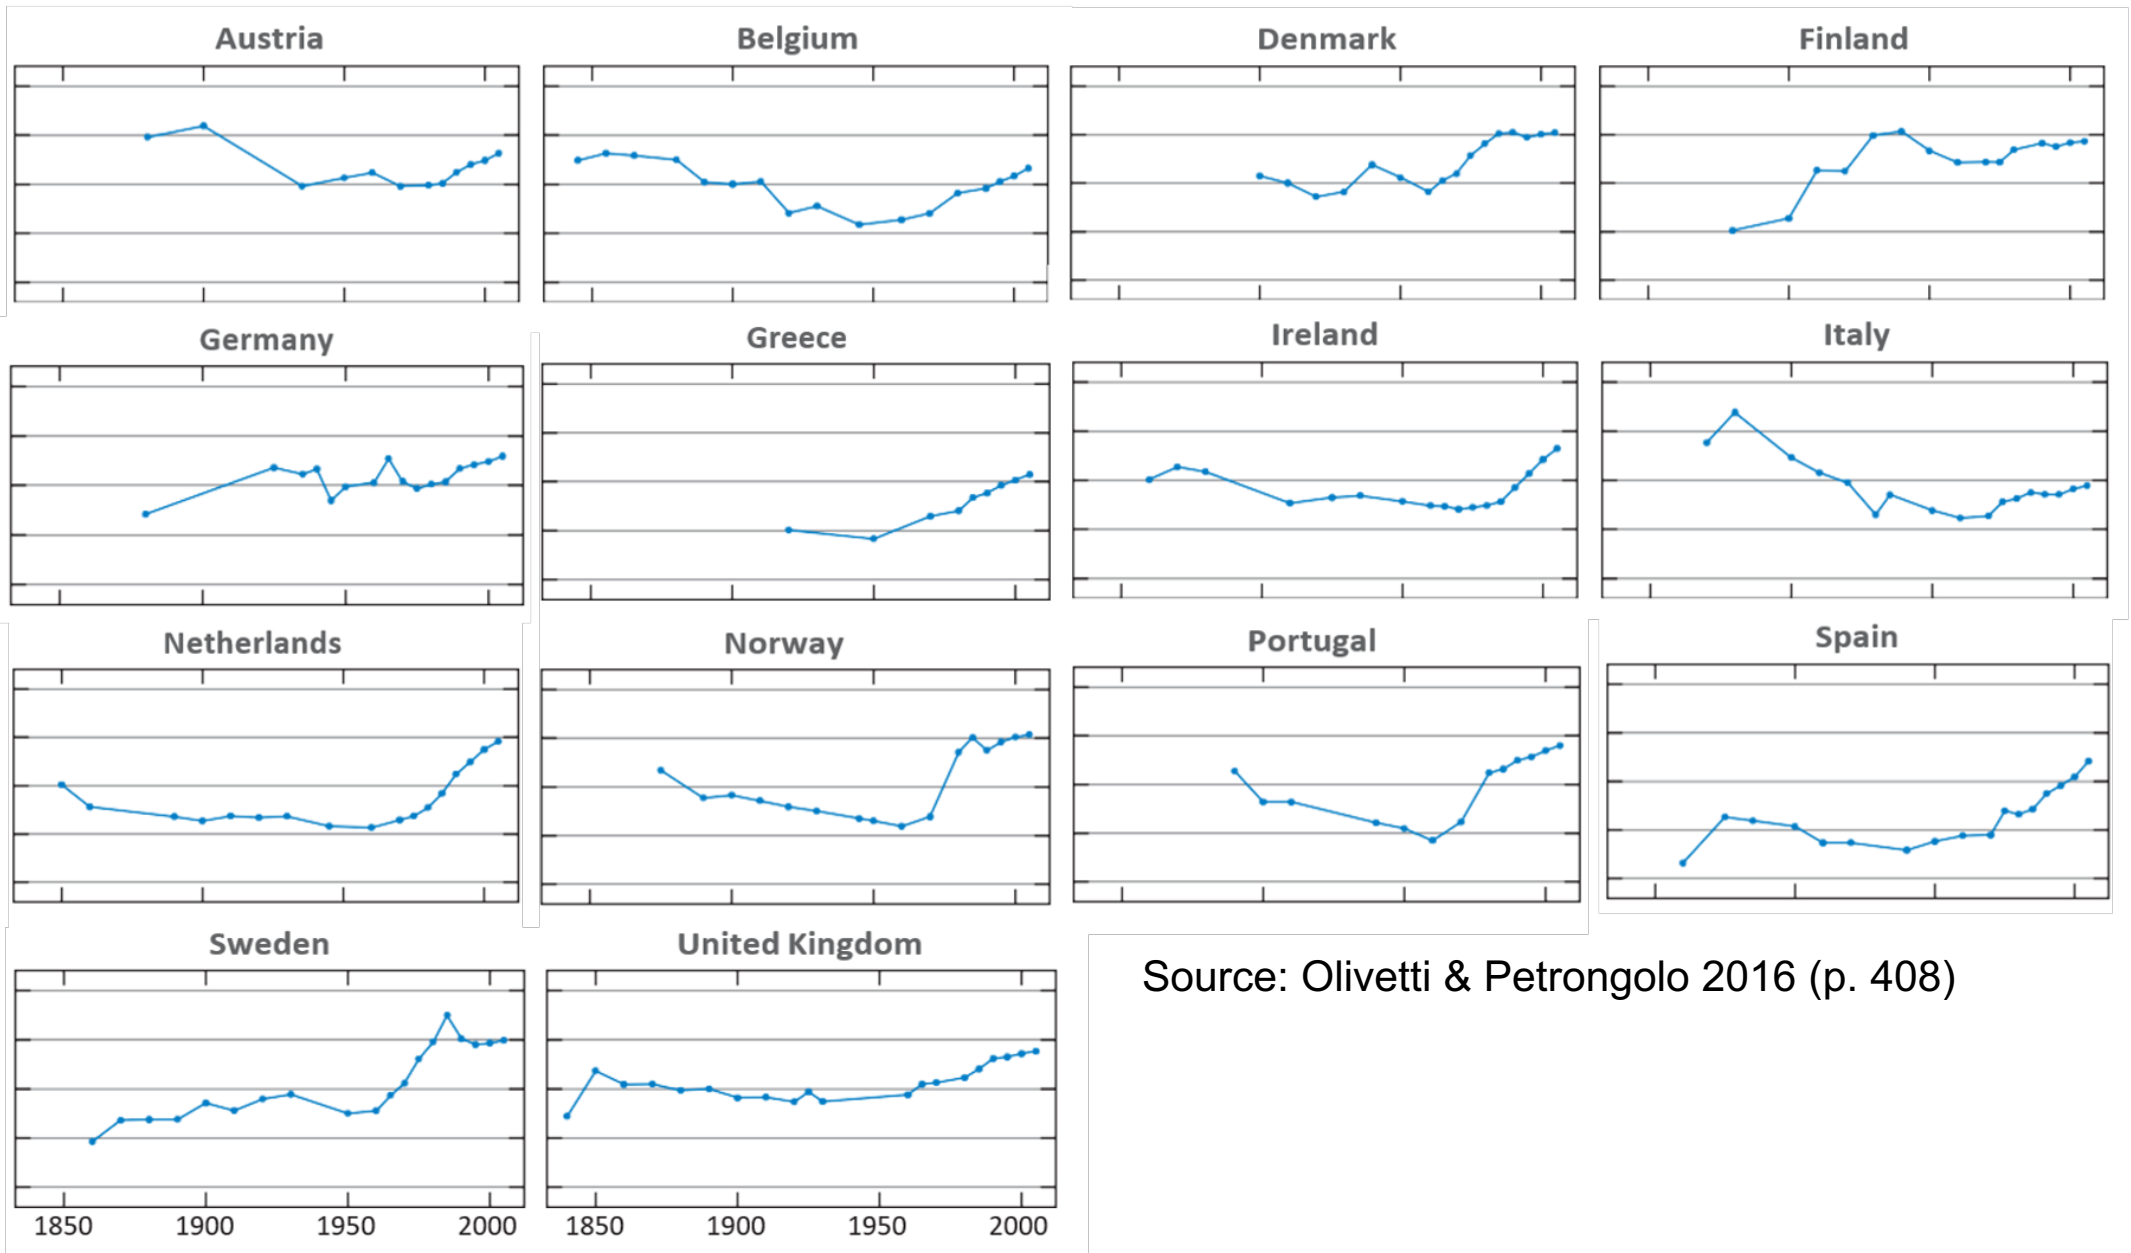 Austria
Belgium
Denmark
Finland
Germany
Greece
Ireland
Italy
Netherlands
Norway
Portugal
Spain
Sweden
United Kingdom
Source: Olivetti & Petrongolo 2016 (p. 408)
1850 1900 1950 2000
1850 1900 1950 2000